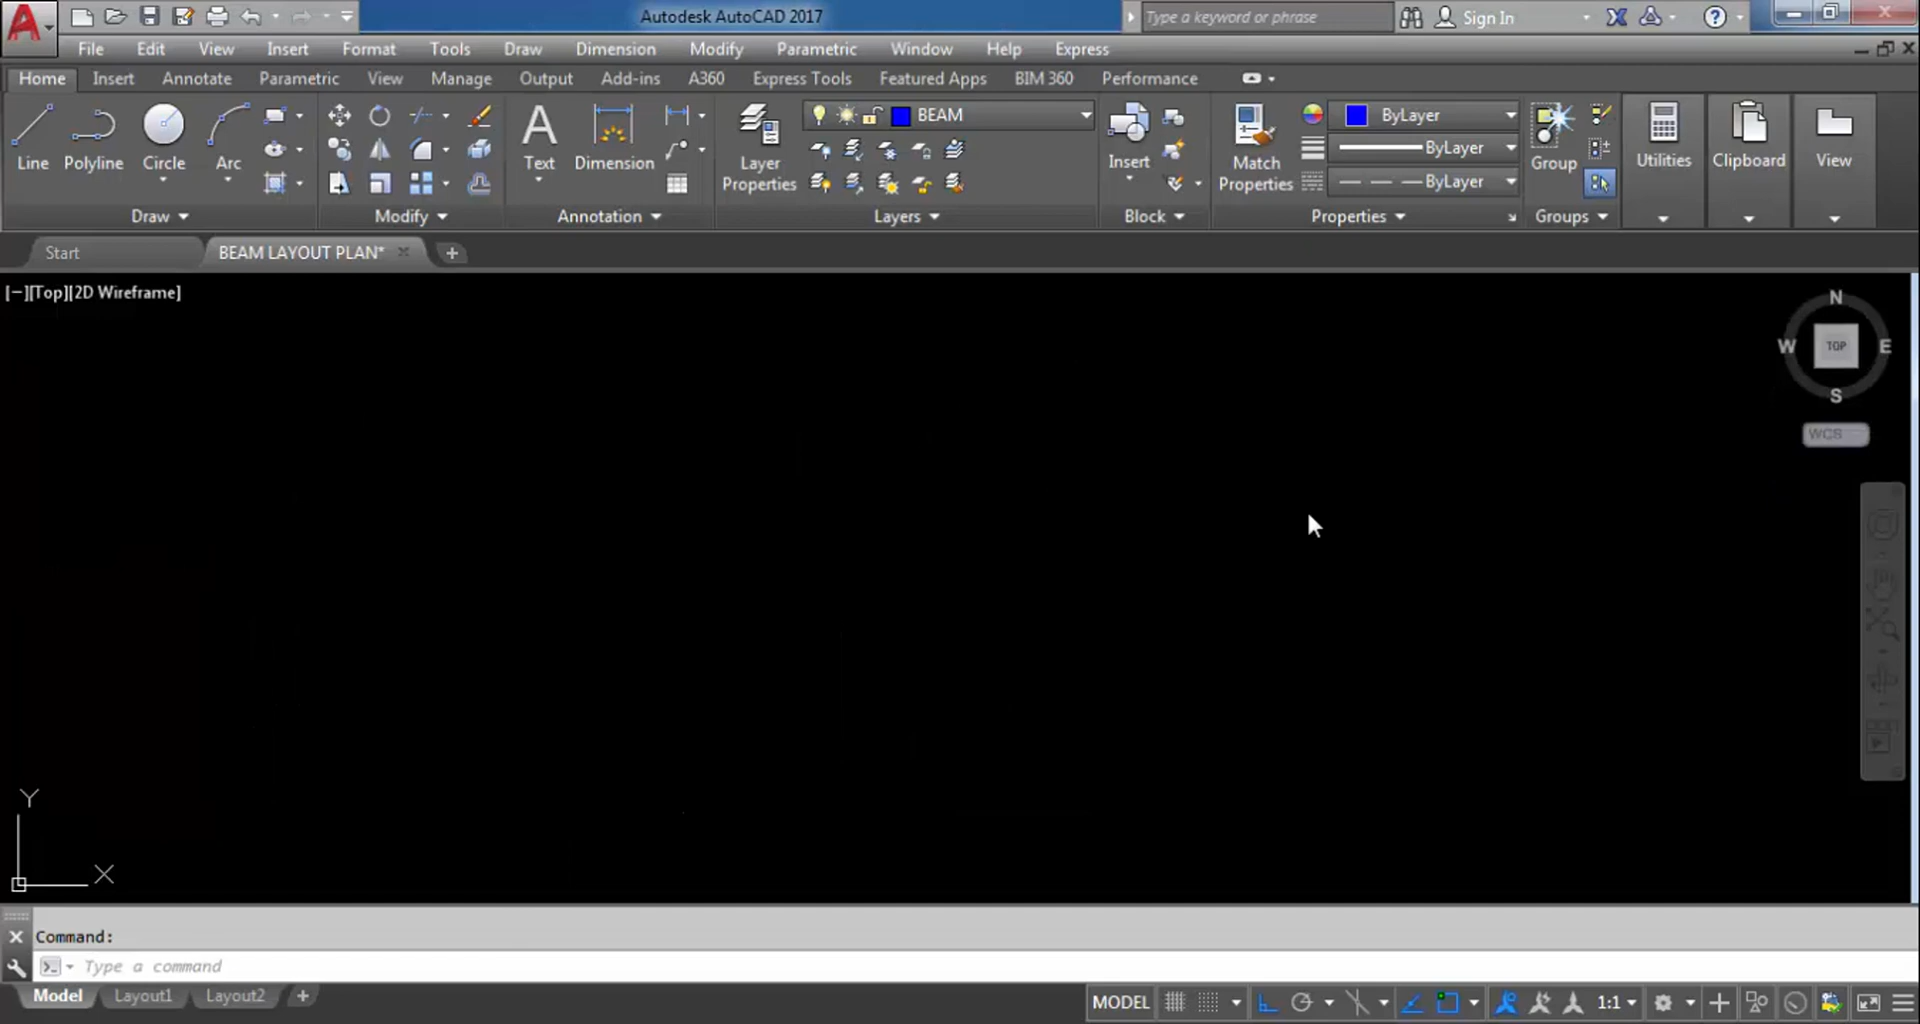 Autodesk AutoCAD 2017
Type a keyword or phrase
Sign In
File Edit View Insert Format Tools Draw Dimension Modify Parametric Window Help Express
Home Insert Annotate Parametric View Manage Output Add-ins A360 Express Tools Featured Apps BIM 360 Performance
Line
Polyline
Circle
Arc
Draw
Modify
Text
Dimension
Annotation
Layer
Properties
BEAM
Layers
Insert
Block
Match
Properties
ByLayer
ByLayer
ByLayer
Properties
Group
Groups
Utilities
Clipboard
View
Start
BEAM LAYOUT PLAN*
[−][Top][2D Wireframe]
N
W
TOP
E
S
WCS
Y
X
Command:
Type a command
Model Layout1 Layout2
MODEL
1:1